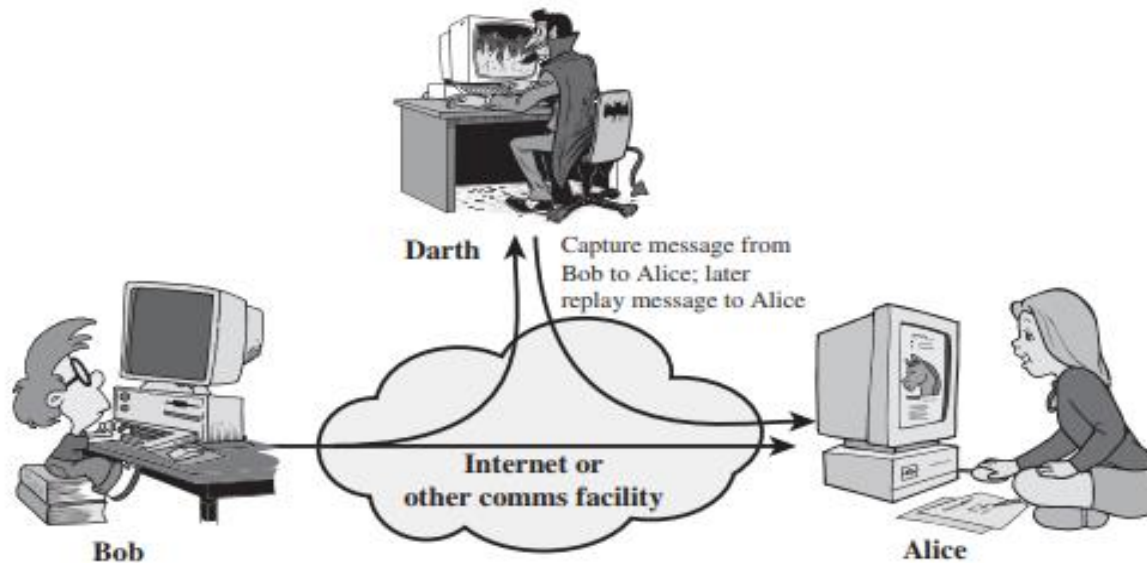 Darth
Capture message from
Bob to Alice; later
replay message to Alice
Internet or
other comms facility
Bob
Alice